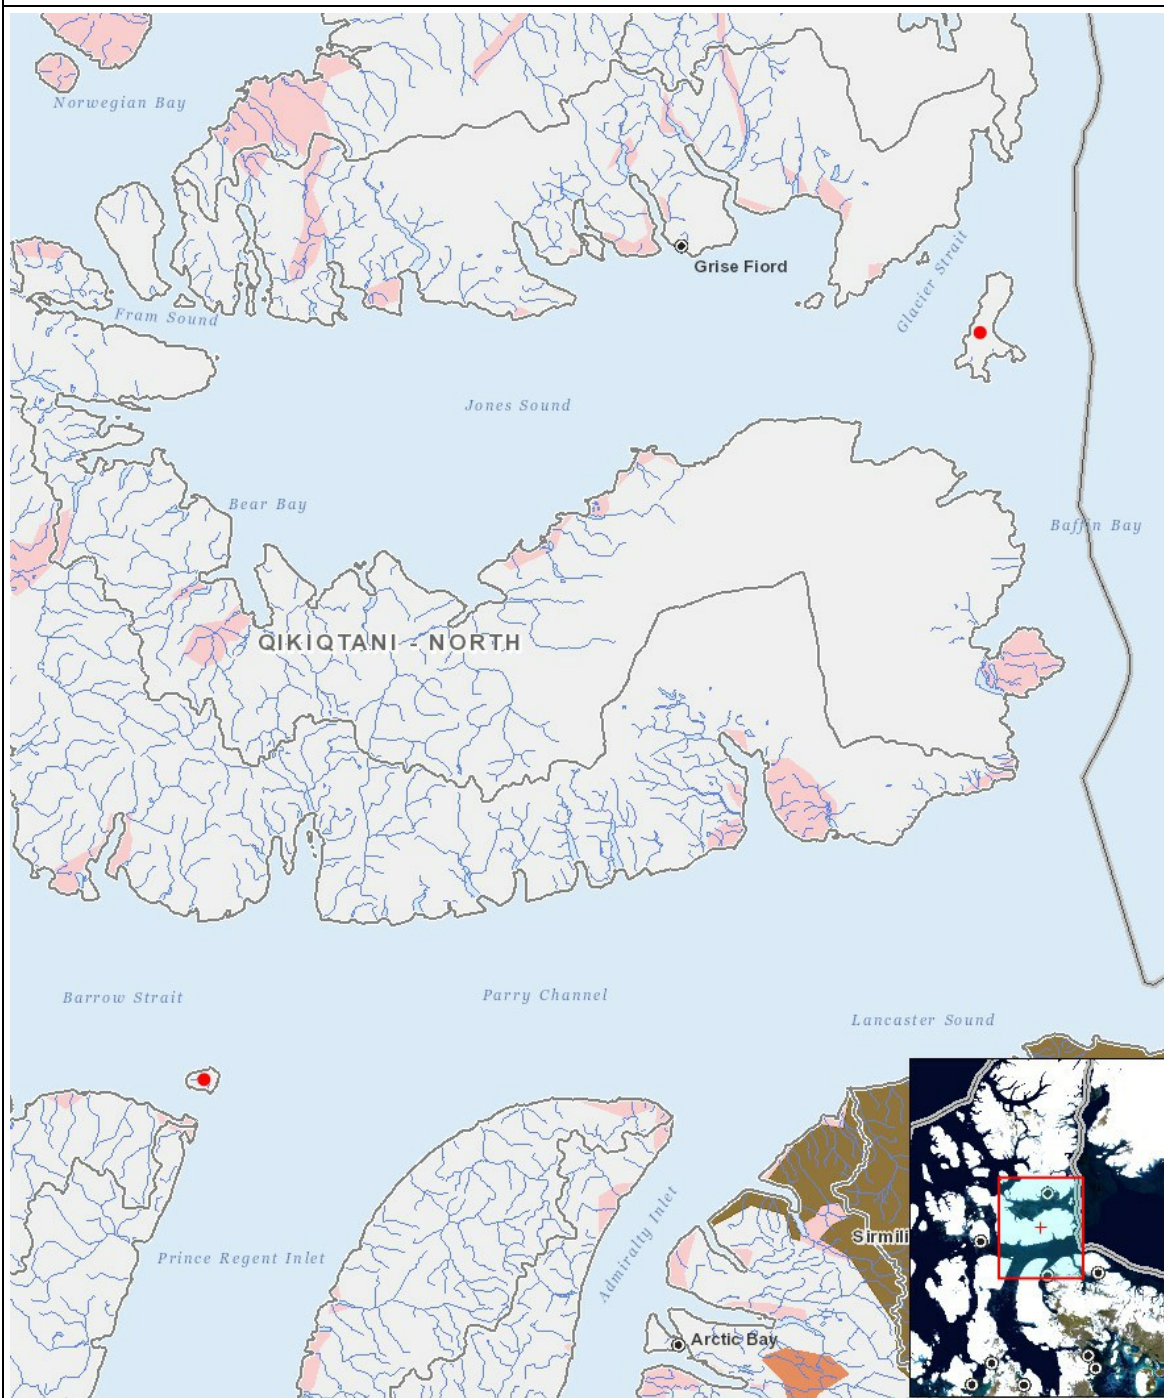 Norwegian Bay
Grise Fiord
Glacier Strait
Fram Sound
Jones Sound
Bear Bay
Baffin Bay
QIKIQTANI - NORTH
Barrow Strait
Parry Channel
Lancaster Sound
Admiralty Inlet
Sirmili
Prince Regent Inlet
Arctic Bay